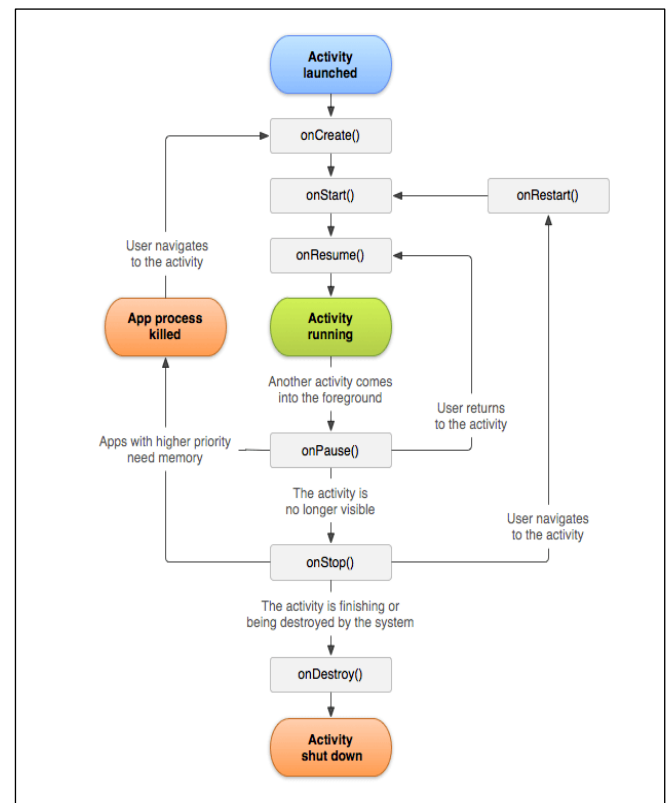 Activity
launched
onCreate()
onStart()
onRestart()
User navigates
to the activity
onResume()
App process
killed
Activity
running
Another activity comes
into the foreground
User returns
to the activity
Apps with higher priority
need memory
onPause()
The activity is
no longer visible
User navigates
to the activity
onStop()
The activity is finishing or
being destroyed by the system
onDestroy()
Activity
shut down